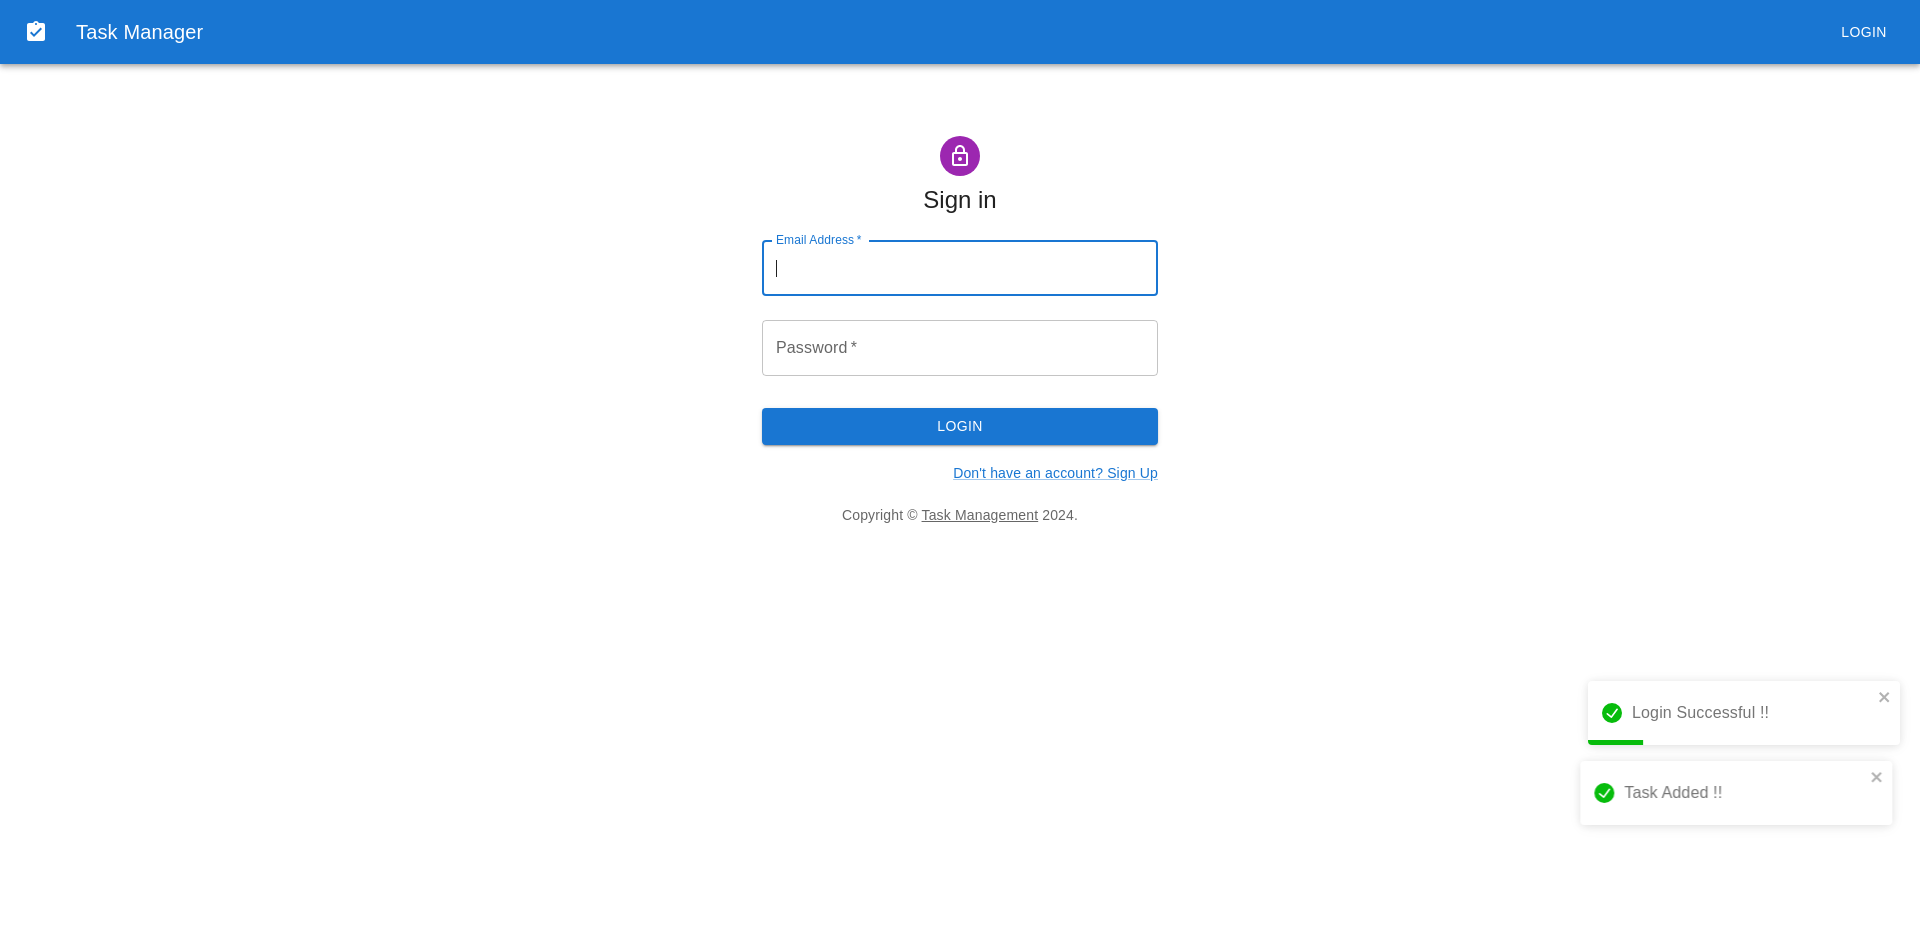 Task Manager
LOGIN
Sign in
Email Address *
Password *
LOGIN
Don't have an account? Sign Up
Copyright © Task Management 2024.
Login Successful !!
Task Added !!